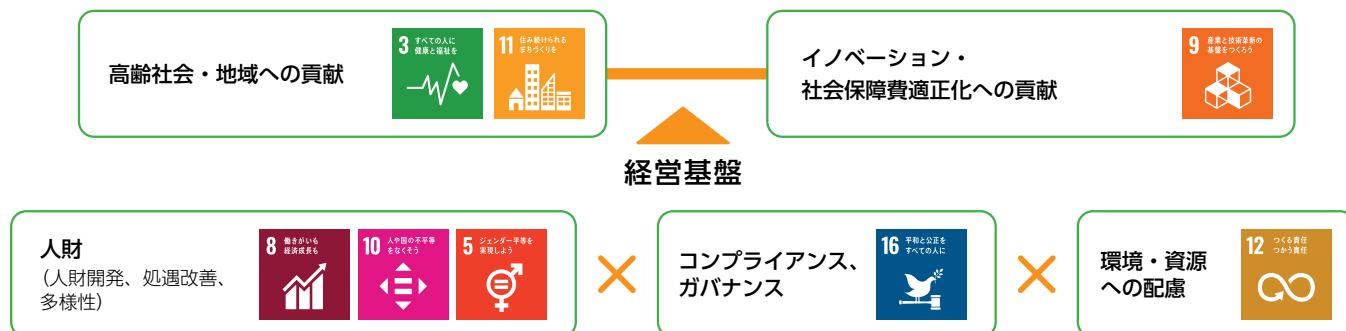 高齢社会・地域への貢献
3 すべての人に
健康と福祉を
11 住み続けられる
まちづくりを
イノベーション・
社会保障費適正化への貢献
9 産業と技術革新の
基盤をつくろう
経営基盤
人財
（人財開発、処遇改善、
多様性）
8 働きがいも
経済成長も
10 人や国の不平等
をなくそう
5 ジェンダー平等を
実現しよう
×
コンプライアンス、
ガバナンス
16 平和と公正を
すべての人に
×
環境・資源
への配慮
12 つくる責任
つかう責任